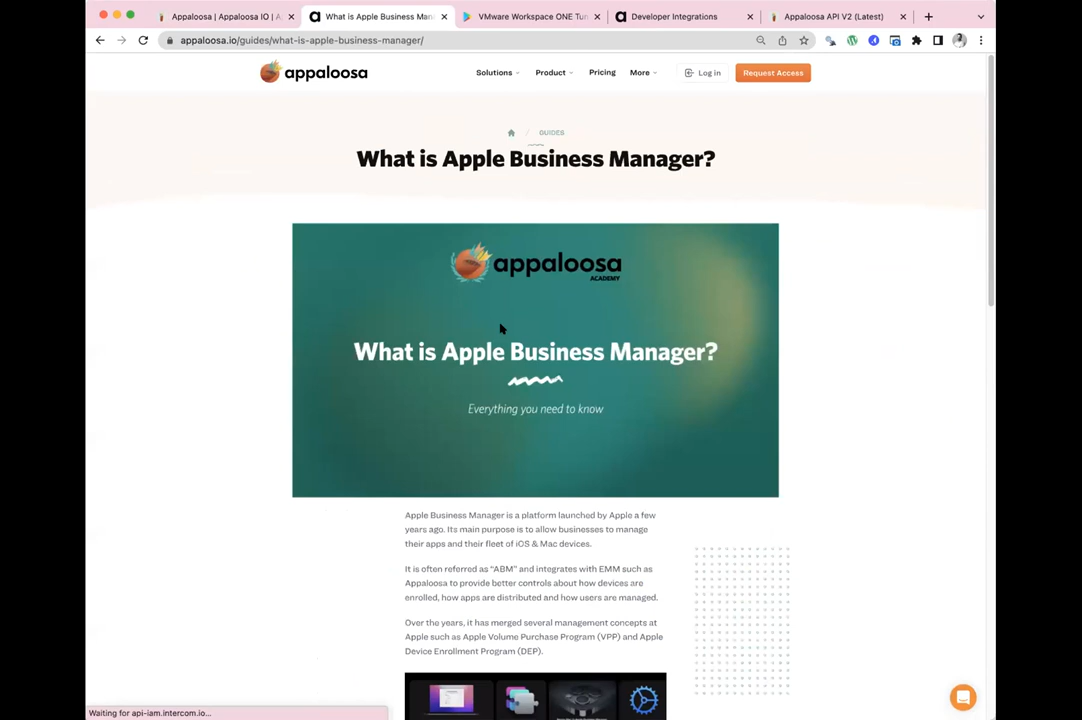 Appaloosa | Appaloosa IO | A
What is Apple Business Man
VMware Workspace ONE Tun
Developer Integrations
Appaloosa API V2 (Latest)
appaloosa.io/guides/what-is-apple-business-manager/
appaloosa
Solutions
Product
Pricing
More
Log in
Request Access
/ GUIDES
What is Apple Business Manager?
appaloosa
ACADEMY
What is Apple Business Manager?
Everything you need to know
Apple Business Manager is a platform launched by Apple a few
years ago. Its main purpose is to allow businesses to manage
their apps and their fleet of iOS & Mac devices.
It is often referred as “ABM” and integrates with EMM such as
Appaloosa to provide better controls about how devices are
enrolled, how apps are distributed and how users are managed.
Over the years, it has merged several management concepts at
Apple such as Apple Volume Purchase Program (VPP) and Apple
Device Enrollment Program (DEP).
Waiting for api-iam.intercom.io...